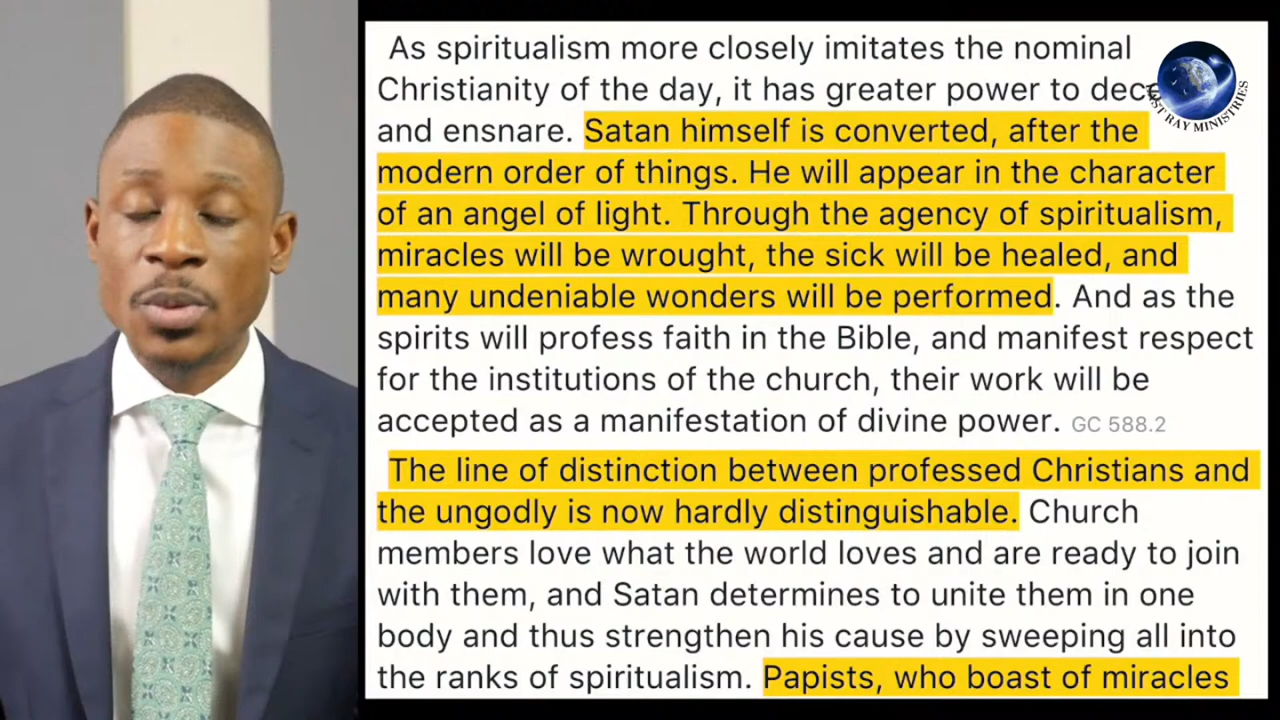 As spiritualism more closely imitates the nominal
Christianity of the day, it has greater power to
and ensnare. Satan himself is converted, after the
modern order of things. He will appear in the character
of an angel of light. Through the agency of spiritualism,
miracles will be wrought, the sick will be healed, and
many undeniable wonders will be performed. And as the
spirits will profess faith in the Bible, and manifest respect
for the institutions of the church, their work will be
accepted as a manifestation of divine power. GC 588.2
The line of distinction between professed Christians and
the ungodly is now hardly distinguishable. Church
members love what the world loves and are ready to join
with them, and Satan determines to unite them in one
body and thus strengthen his cause by sweeping all into
the ranks of spiritualism. Papists, who boast of miracles
RAY MINISTRIES